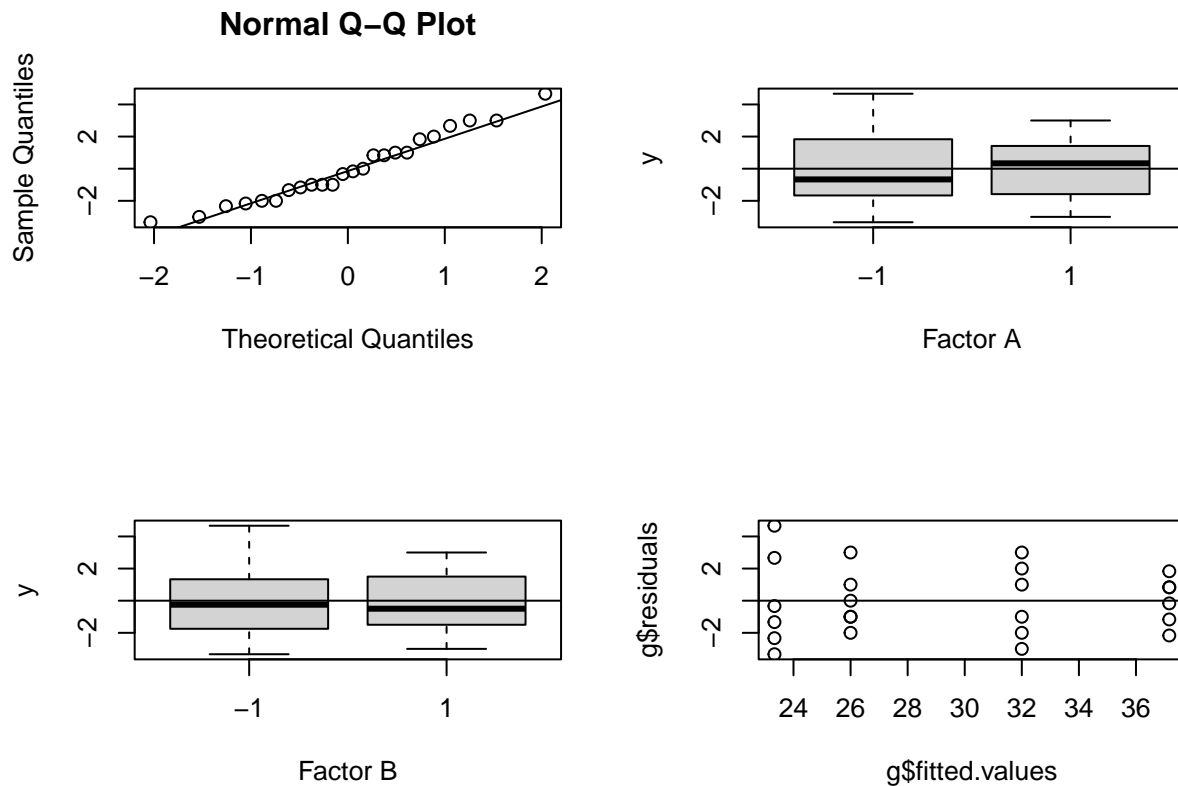 Normal Q−Q Plot
Sample Quantiles
−2 2
−2 −1 0 1 2
Theoretical Quantiles
y
−2 2
−1 1
Factor A
y
−2 2
−1 1
Factor B
g$residuals
−2 2
24 26 28 30 32 34 36
g$fitted.values